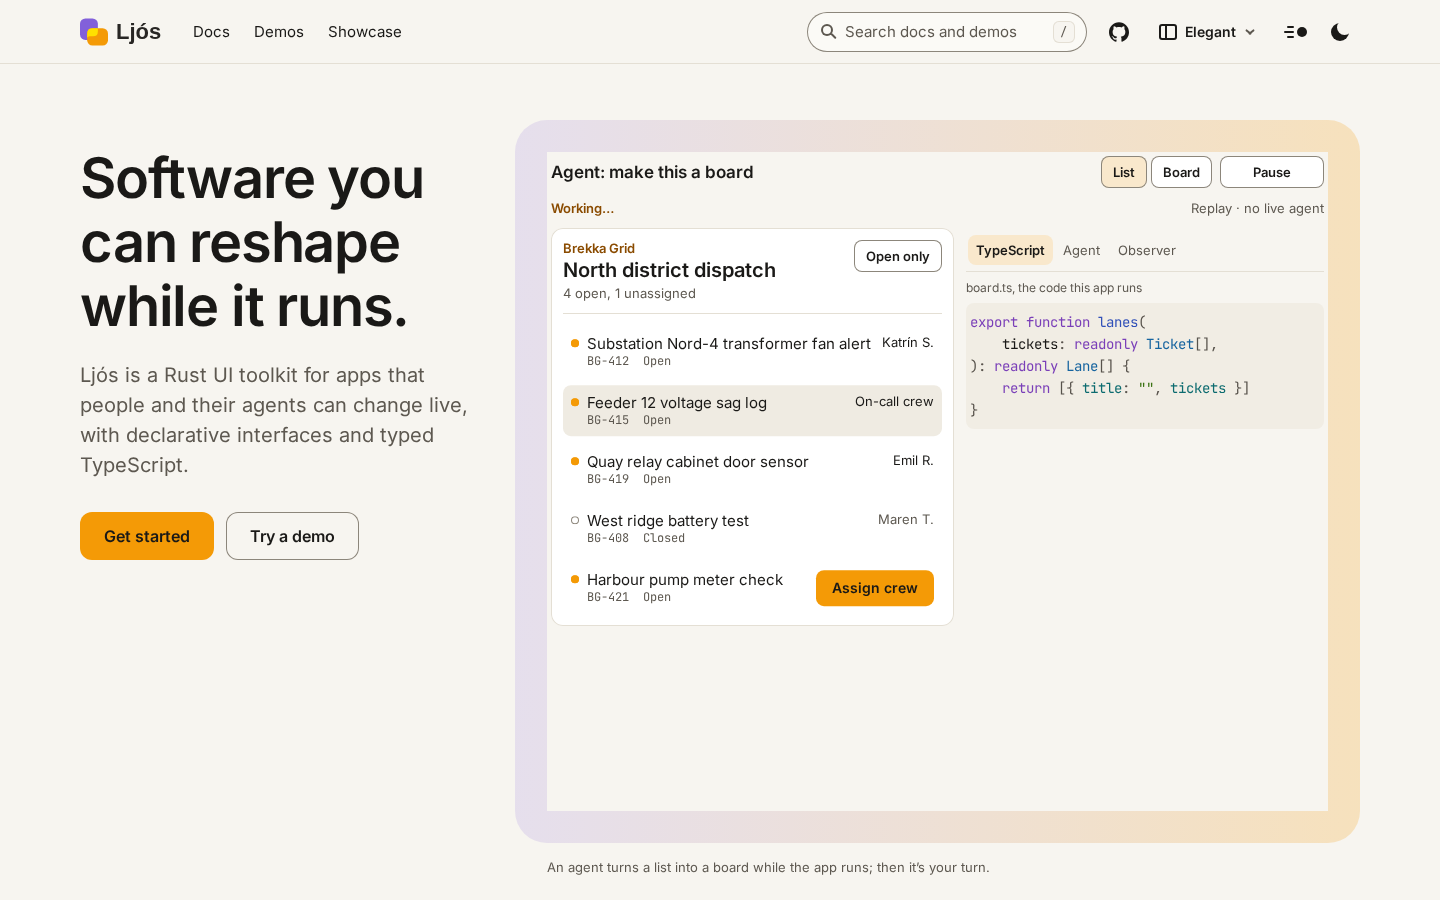 Ljós
Docs
Demos
Showcase
Search docs and demos
/
Elegant
Software you
can reshape
while it runs.
Ljós is a Rust UI toolkit for apps that
people and their agents can change live,
with declarative interfaces and typed
TypeScript.
Get started
Try a demo
Agent: make this a board
List
Board
Pause
Working…
Replay · no live agent
Brekka Grid
North district dispatch
4 open, 1 unassigned
Open only
Substation Nord-4 transformer fan alert
Katrín S.
BG-412 Open
Feeder 12 voltage sag log
On-call crew
BG-415 Open
Quay relay cabinet door sensor
Emil R.
BG-419 Open
West ridge battery test
Maren T.
BG-408 Closed
Harbour pump meter check
BG-421 Open
Assign crew
TypeScript
Agent
Observer
board.ts, the code this app runs
export function lanes(
    tickets: readonly Ticket[],
): readonly Lane[] {
    return [{ title: "", tickets }]
}
An agent turns a list into a board while the app runs; then it’s your turn.